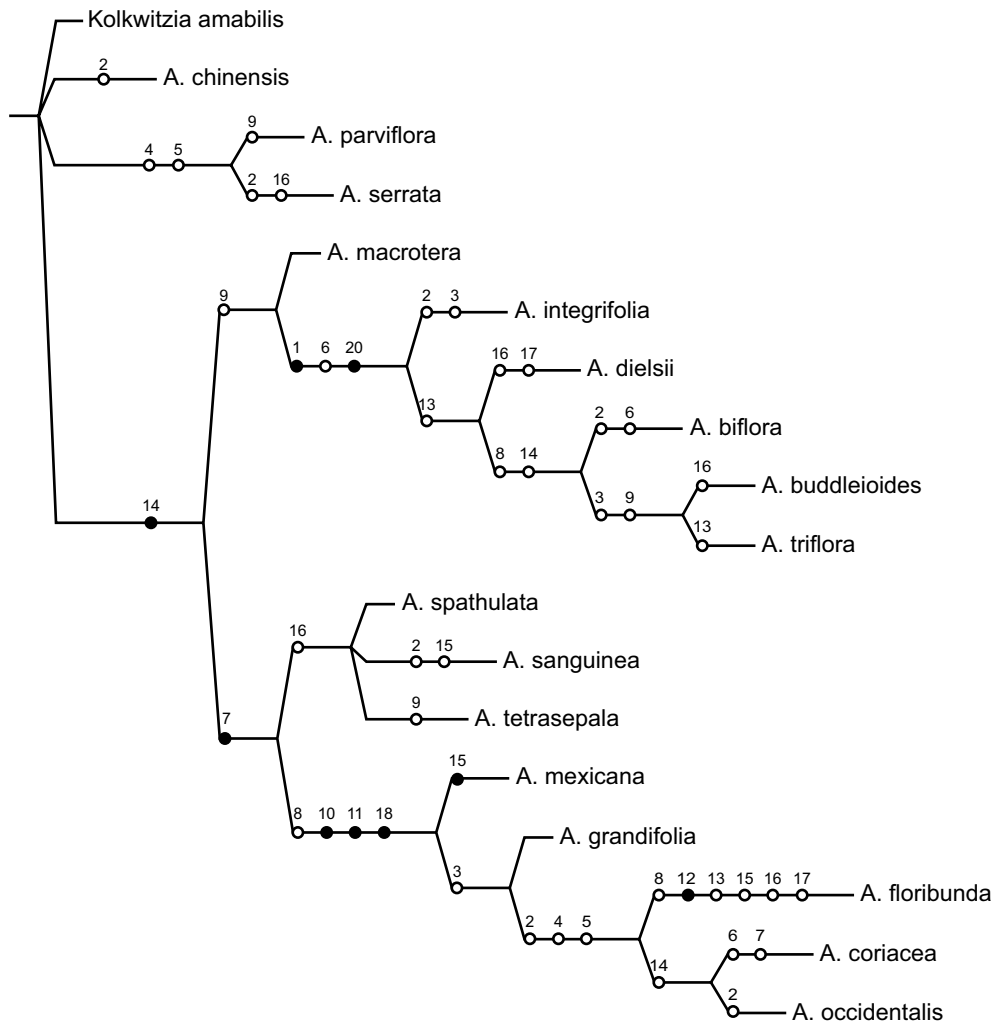 Kolkwitzia amabilis
2
A. chinensis
9
A. parviflora
4 5
2 16
A. serrata
A. macrotera
9
2 3
A. integrifolia
1 6 20
16 17
A. dielsii
13
2 6
A. biflora
8 14
16
A. buddleioides
3 9
13
A. triflora
14
A. spathulata
16
2 15
A. sanguinea
9
A. tetrasepala
7
15
A. mexicana
8 10 11 18
A. grandifolia
3
8 12 13 15 16 17
A. floribunda
2 4 5
6 7
A. coriacea
14
2
A. occidentalis